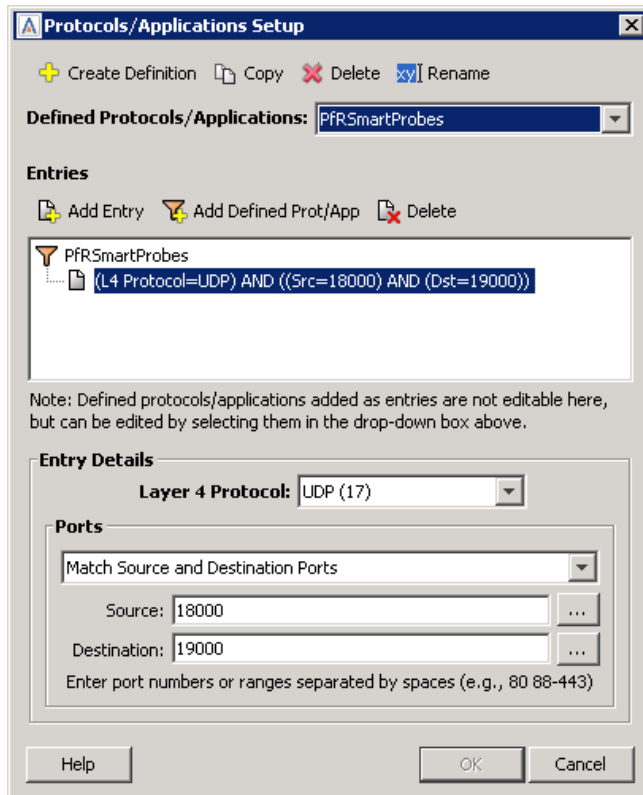 Protocols/Applications Setup
Create Definition Copy Delete xy Rename
Defined Protocols/Applications: PfRSmartProbes
Entries
Add Entry Add Defined Prot/App Delete
PfRSmartProbes
(L4 Protocol=UDP) AND ((Src=18000) AND (Dst=19000))
Note: Defined protocols/applications added as entries are not editable here,
but can be edited by selecting them in the drop-down box above.
Entry Details
Layer 4 Protocol: UDP (17)
Ports
Match Source and Destination Ports
Source: 18000 ...
Destination: 19000 ...
Enter port numbers or ranges separated by spaces (e.g., 80 88-443)
Help OK Cancel